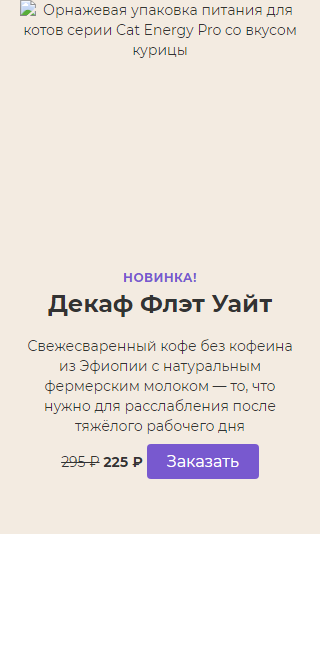 Орнажевая упаковка питания для
котов серии Cat Energy Pro со вкусом
курицы
НОВИНКА!
Декаф Флэт Уайт
Свежесваренный кофе без кофеина
из Эфиопии с натуральным
фермерским молоком — то, что
нужно для расслабления после
тяжёлого рабочего дня
295 ₽ 225 ₽ Заказать